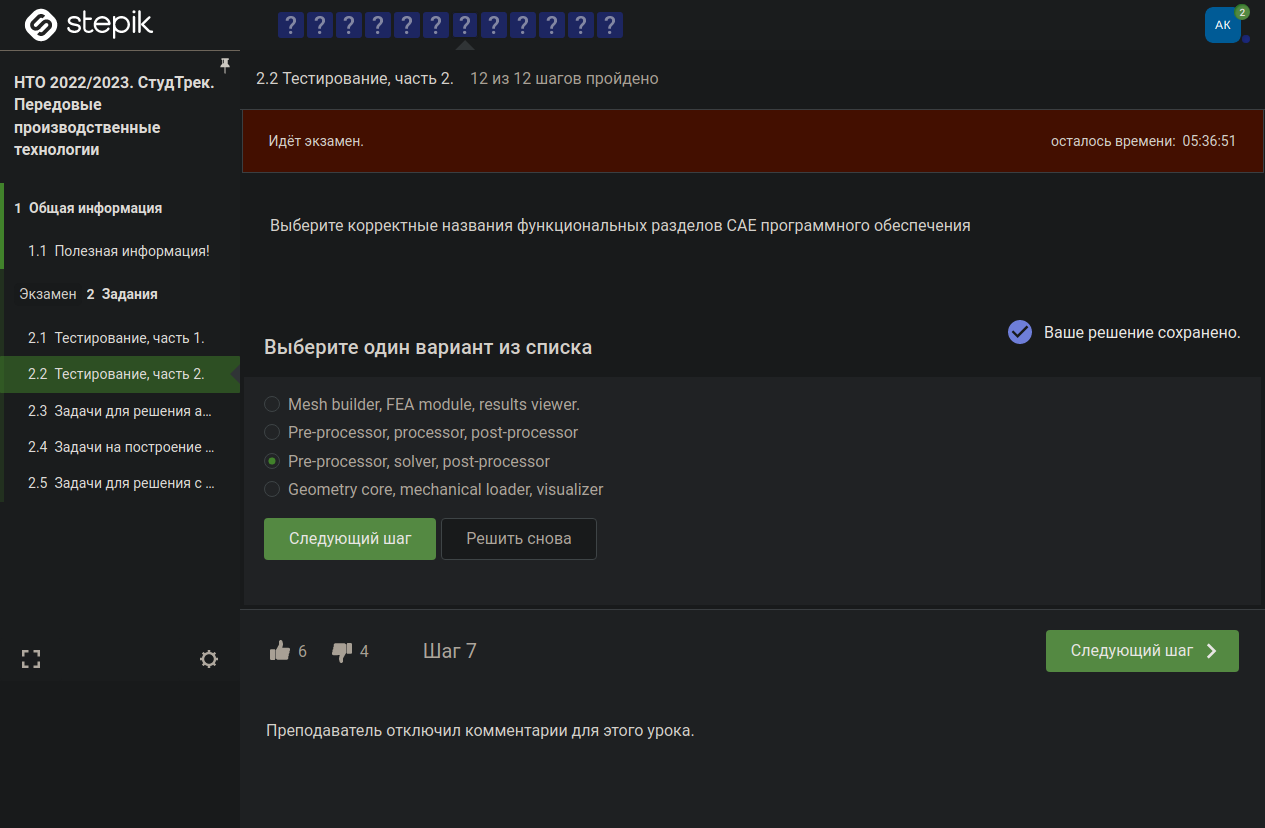 stepik
? ? ? ? ? ? ? ? ? ? ? ?
АК
2
НТО 2022/2023. СтудТрек.
Передовые
производственные
технологии
1 Общая информация
1.1 Полезная информация!
Экзамен 2 Задания
2.1 Тестирование, часть 1.
2.2 Тестирование, часть 2.
2.3 Задачи для решения а...
2.4 Задачи на построение ...
2.5 Задачи для решения с ...
2.2 Тестирование, часть 2. 12 из 12 шагов пройдено
Идёт экзамен.
осталось времени: 05:36:51
Выберите корректные названия функциональных разделов CAE программного обеспечения
Ваше решение сохранено.
Выберите один вариант из списка
Mesh builder, FEA module, results viewer.
Pre-processor, processor, post-processor
Pre-processor, solver, post-processor
Geometry core, mechanical loader, visualizer
Следующий шаг
Решить снова
6 4 Шаг 7
Следующий шаг
Преподаватель отключил комментарии для этого урока.